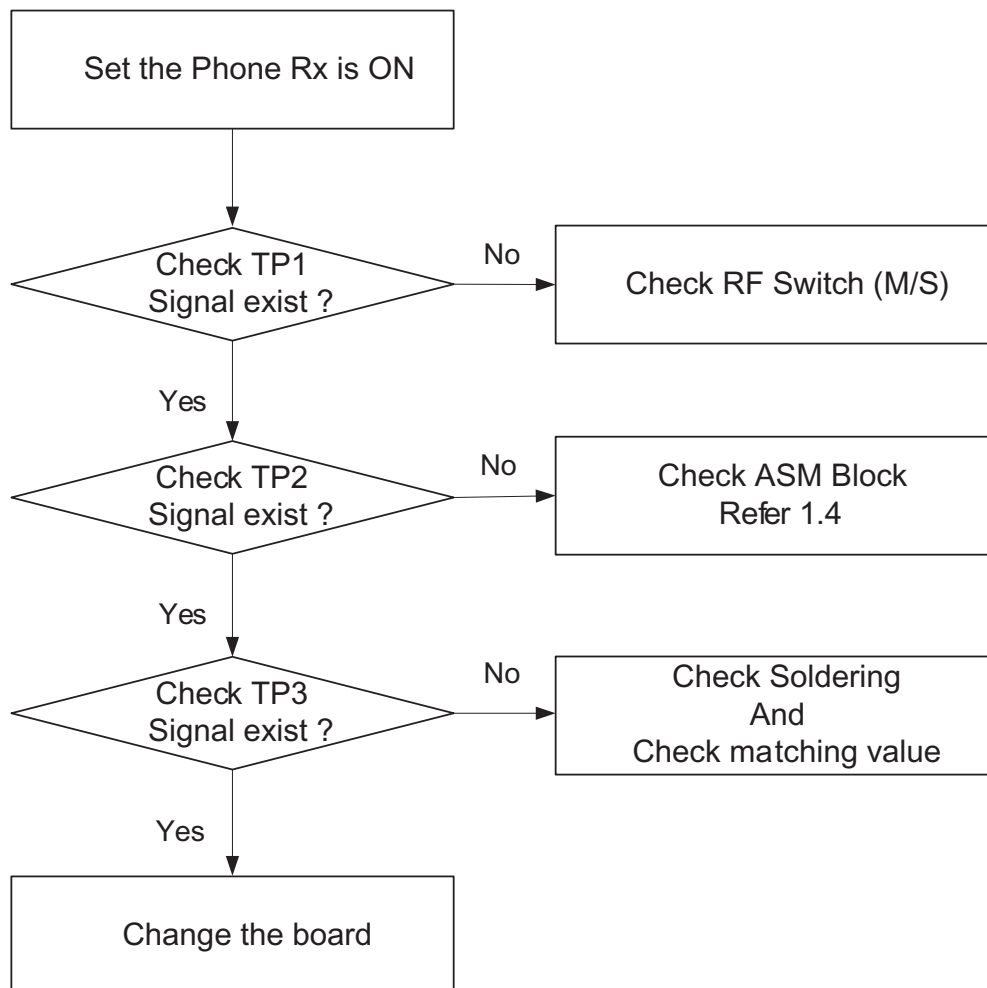 Set the Phone Rx is ON
Check TP1
Signal exist ?
No
Check RF Switch (M/S)
Yes
Check TP2
Signal exist ?
No
Check ASM Block
Refer 1.4
Yes
Check TP3
Signal exist ?
No
Check Soldering
And
Check matching value
Yes
Change the board